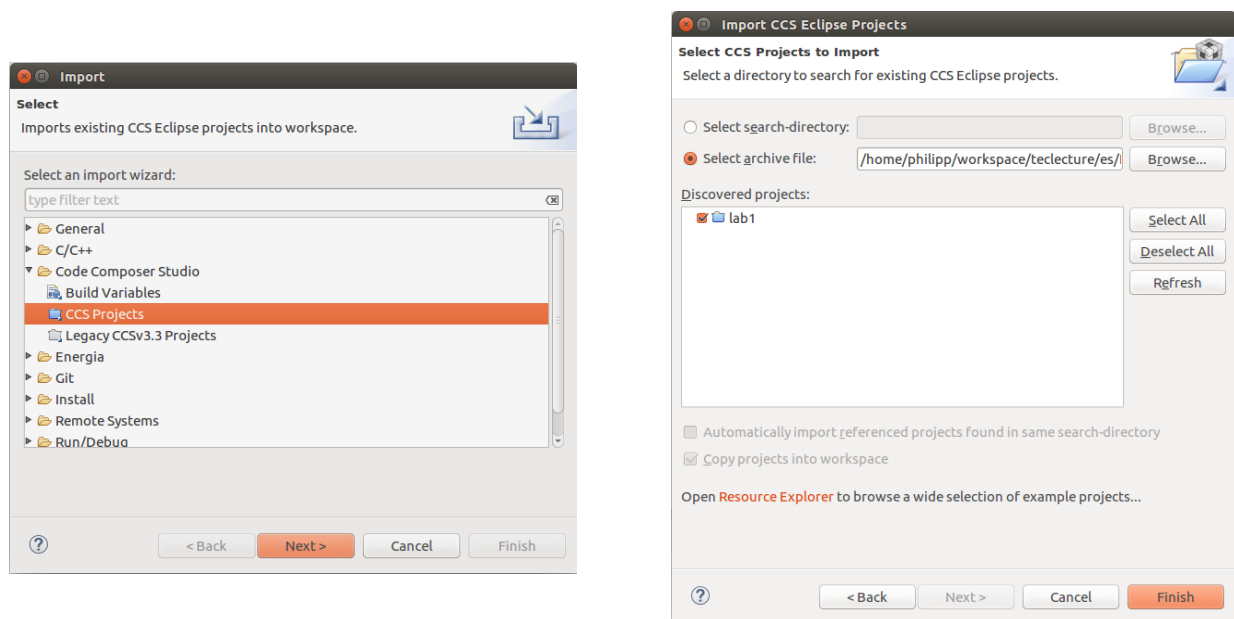 Import
Select
Imports existing CCS Eclipse projects into workspace.
Select an import wizard:
type filter text
General
C/C++
Code Composer Studio
Build Variables
CCS Projects
Legacy CCSv3.3 Projects
Energia
Git
Install
Remote Systems
Run/Debug
< Back Next > Cancel Finish
Import CCS Eclipse Projects
Select CCS Projects to Import
Select a directory to search for existing CCS Eclipse projects.
Select search-directory: Browse...
Select archive file: /home/philipp/workspace/teclecture/es/ Browse...
Discovered projects:
lab1
Select All
Deselect All
Refresh
Automatically import referenced projects found in same search-directory
Copy projects into workspace
Open Resource Explorer to browse a wide selection of example projects...
< Back Next > Cancel Finish